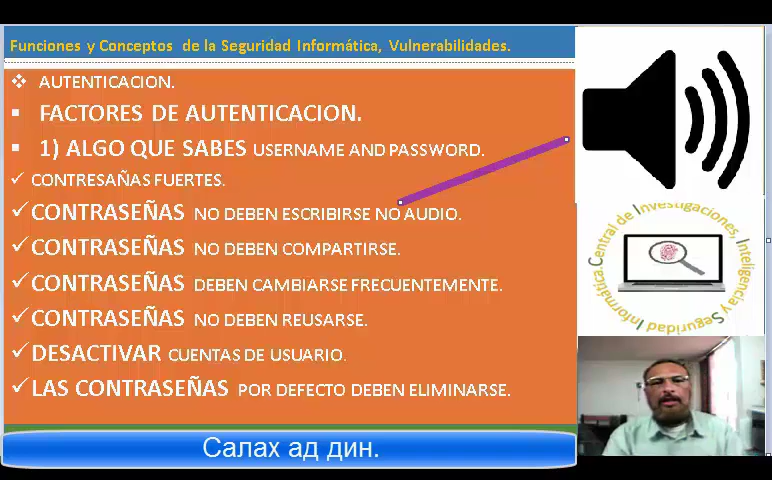 Funciones y Conceptos de la Seguridad Informática, Vulnerabilidades.
AUTENTICACION.
FACTORES DE AUTENTICACION.
1) ALGO QUE SABES USERNAME AND PASSWORD.
CONTRESAÑAS FUERTES.
CONTRASEÑAS NO DEBEN ESCRIBIRSE NO AUDIO.
CONTRASEÑAS NO DEBEN COMPARTIRSE.
CONTRASEÑAS DEBEN CAMBIARSE FRECUENTEMENTE.
CONTRASEÑAS NO DEBEN REUSARSE.
DESACTIVAR CUENTAS DE USUARIO.
LAS CONTRASEÑAS POR DEFECTO DEBEN ELIMINARSE.
Central de Investigaciones, Inteligencia y Seguridad Informática.
Салах ад дин.